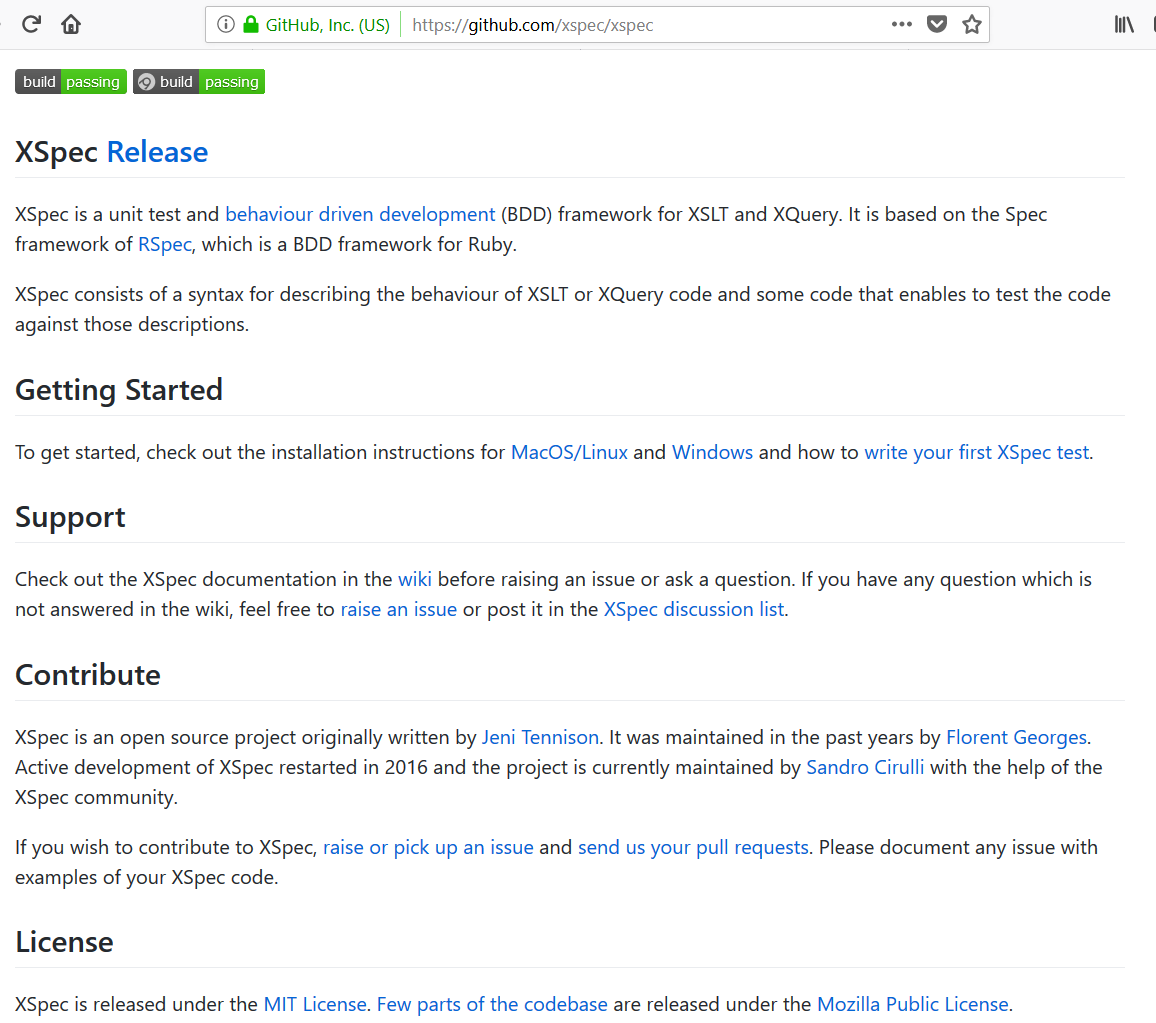 GitHub, Inc. (US) https://github.com/xspec/xspec
build passing build passing
XSpec Release
XSpec is a unit test and behaviour driven development (BDD) framework for XSLT and XQuery. It is based on the Spec
framework of RSpec, which is a BDD framework for Ruby.
XSpec consists of a syntax for describing the behaviour of XSLT or XQuery code and some code that enables to test the code
against those descriptions.
Getting Started
To get started, check out the installation instructions for MacOS/Linux and Windows and how to write your first XSpec test.
Support
Check out the XSpec documentation in the wiki before raising an issue or ask a question. If you have any question which is
not answered in the wiki, feel free to raise an issue or post it in the XSpec discussion list.
Contribute
XSpec is an open source project originally written by Jeni Tennison. It was maintained in the past years by Florent Georges.
Active development of XSpec restarted in 2016 and the project is currently maintained by Sandro Cirulli with the help of the
XSpec community.
If you wish to contribute to XSpec, raise or pick up an issue and send us your pull requests. Please document any issue with
examples of your XSpec code.
License
XSpec is released under the MIT License. Few parts of the codebase are released under the Mozilla Public License.